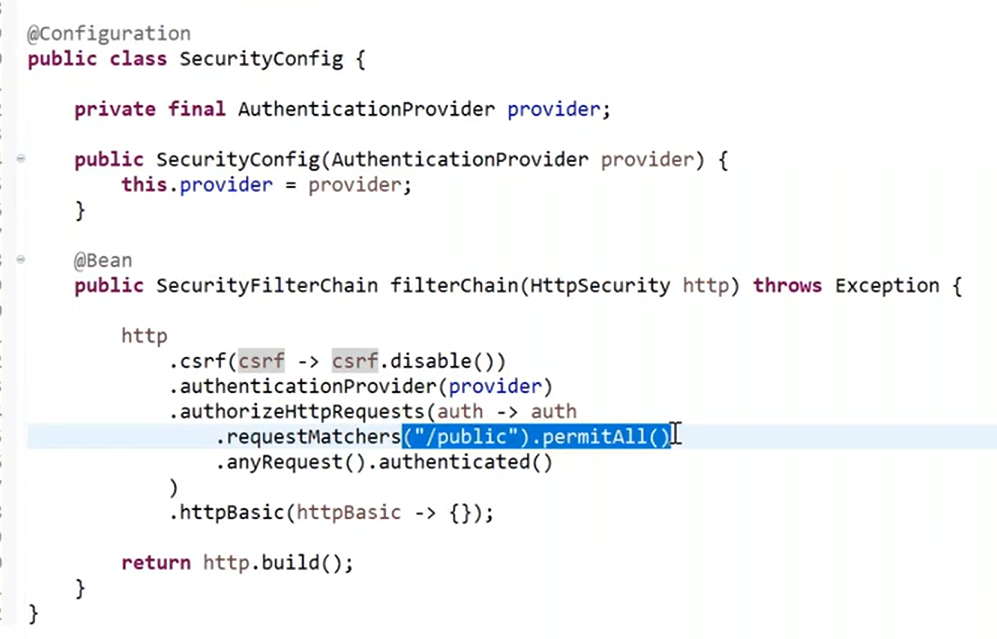 @Configuration
public class SecurityConfig {
private final AuthenticationProvider provider;
public SecurityConfig(AuthenticationProvider provider) {
this.provider = provider;
}
@Bean
public SecurityFilterChain filterChain(HttpSecurity http) throws Exception {
http
.csrf(csrf -> csrf.disable())
.authenticationProvider(provider)
.authorizeHttpRequests(auth -> auth
.requestMatchers("/public").permitAll()
.anyRequest().authenticated()
)
.httpBasic(httpBasic -> {});
return http.build();
}
}